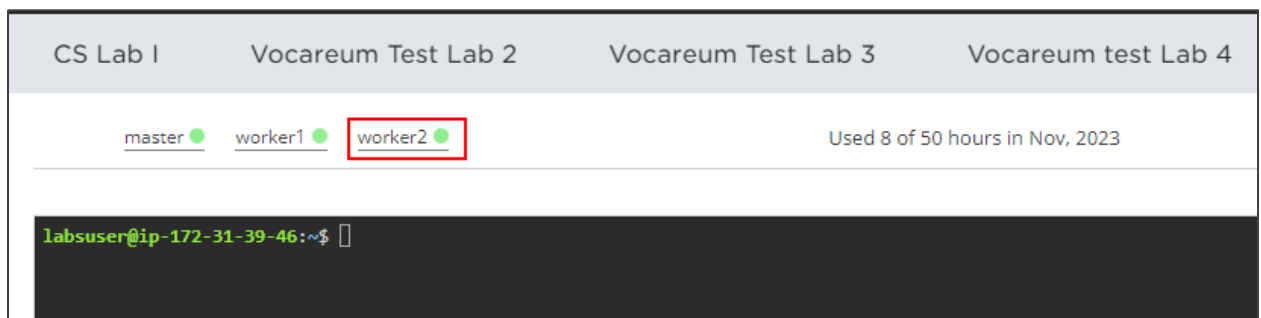 CS Lab I Vocareum Test Lab 2 Vocareum Test Lab 3 Vocareum test Lab 4
master worker1 worker2 Used 8 of 50 hours in Nov, 2023
labsuser@ip-172-31-39-46:~$